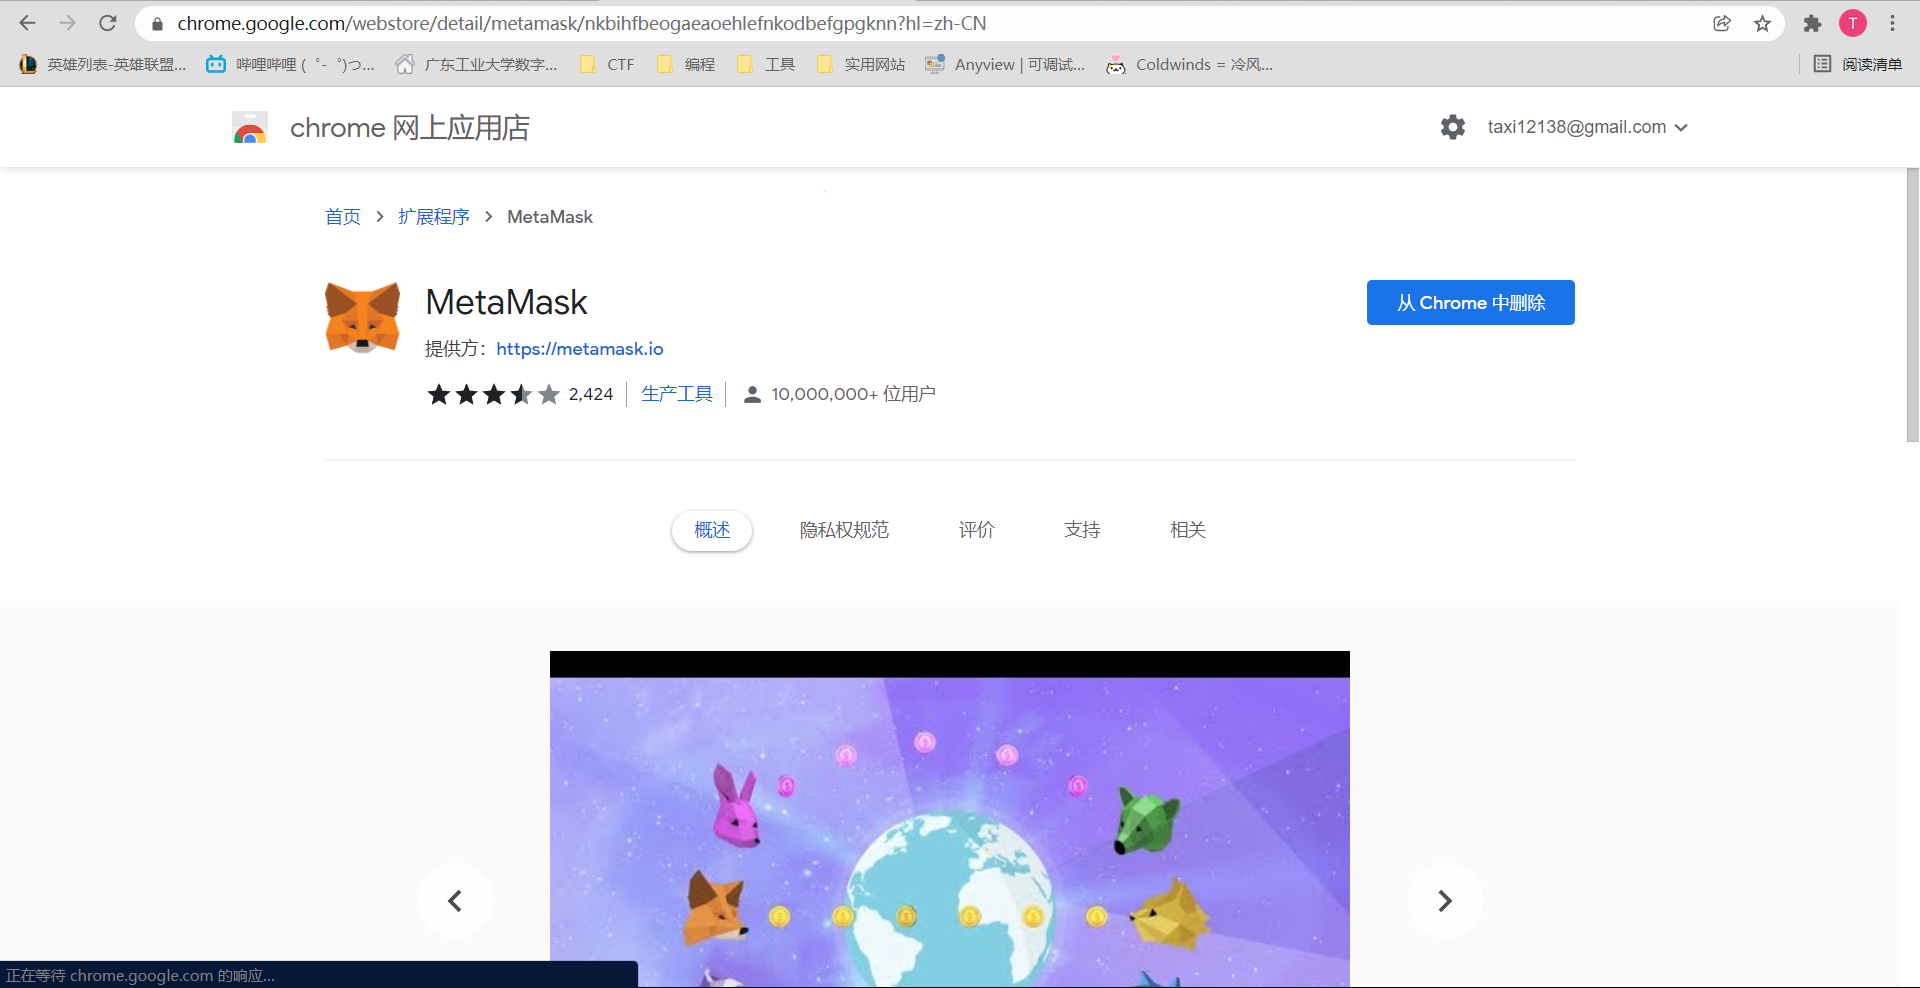 chrome.google.com/webstore/detail/metamask/nkbihfbeogaeaoehlefnkodbefgpgknn?hl=zh-CN
T
英雄列表-英雄联盟... 哔哩哔哩 (゜-゜)つ... 广东工业大学数字... CTF 编程 工具 实用网站 Anyview | 可调试... Coldwinds = 冷风... 阅读清单
chrome 网上应用店 taxi12138@gmail.com
首页 扩展程序 MetaMask
MetaMask
从 Chrome 中删除
提供方: https://metamask.io
2,424 生产工具 10,000,000+ 位用户
概述 隐私权规范 评价 支持 相关
正在等待 chrome.google.com 的响应...